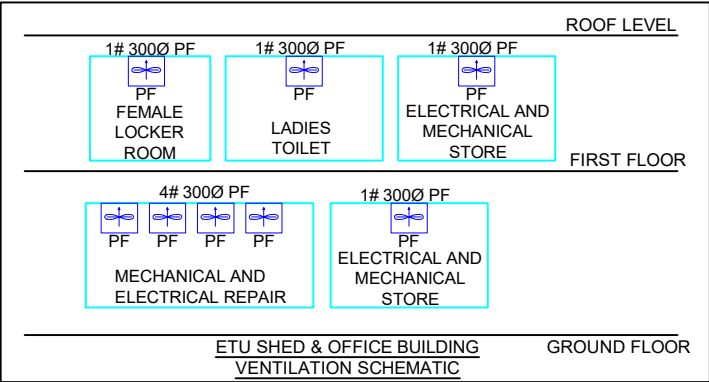 ROOF LEVEL
1# 300Ø PF 1# 300Ø PF 1# 300Ø PF
PF PF PF
FEMALE
LOCKER
ROOM
LADIES
TOILET
ELECTRICAL AND
MECHANICAL
STORE
FIRST FLOOR
4# 300Ø PF 1# 300Ø PF
PF PF PF PF PF
MECHANICAL AND
ELECTRICAL REPAIR
ELECTRICAL AND
MECHANICAL
STORE
GROUND FLOOR
ETU SHED & OFFICE BUILDING
VENTILATION SCHEMATIC